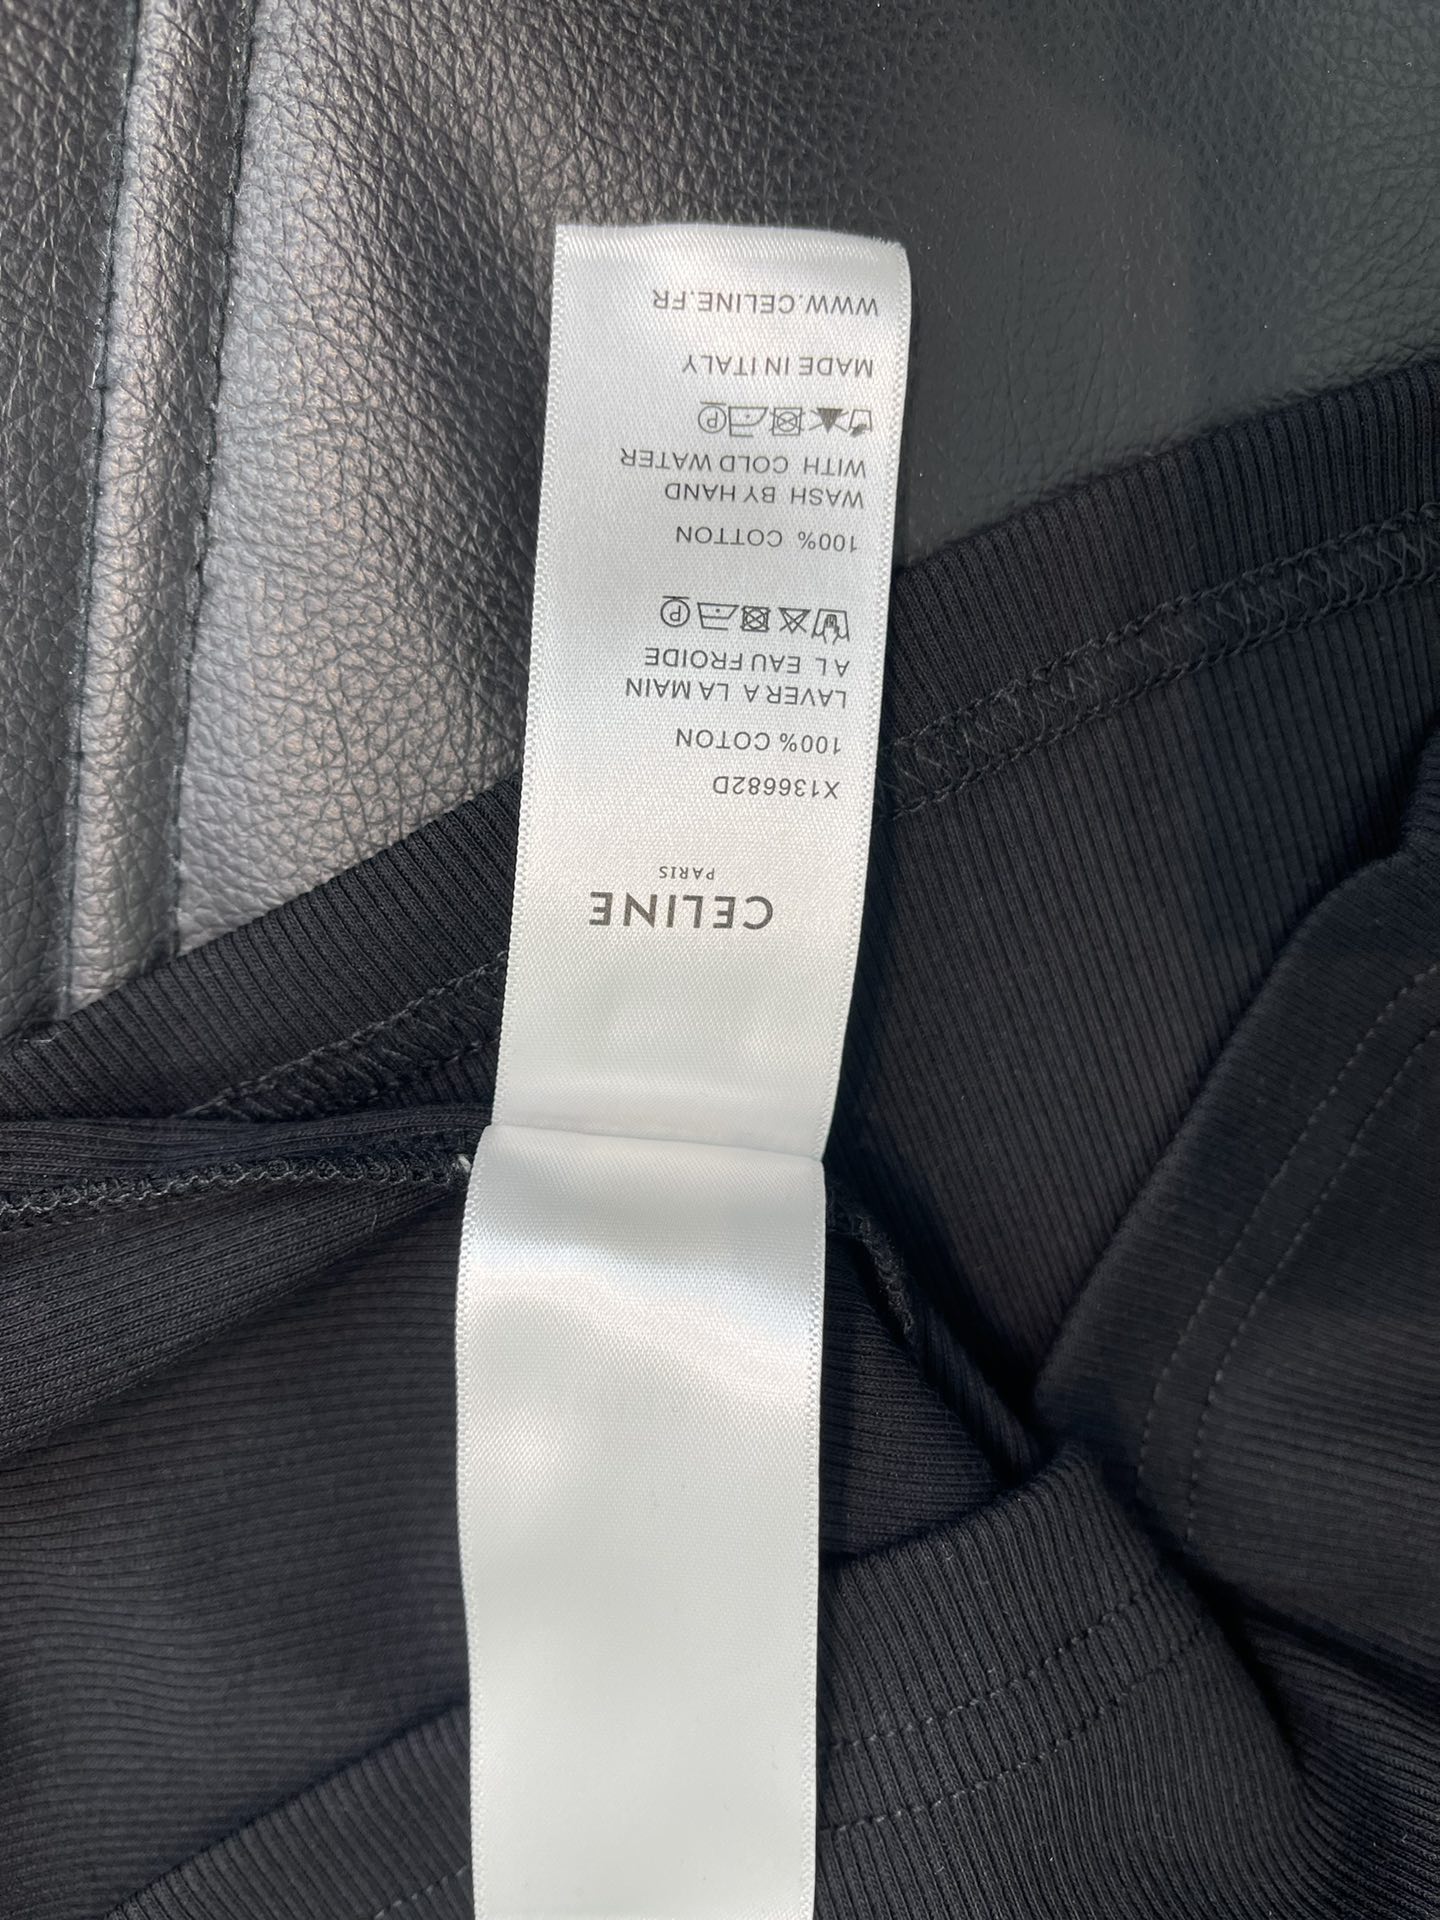 CELINE
PARIS
X136682D
100% COTON
LAVER A LA MAIN
A L EAU FROIDE
P
100% COTTON
WASH BY HAND
WITH COLD WATER
P
MADE IN ITALY
WWW.CELINE.FR